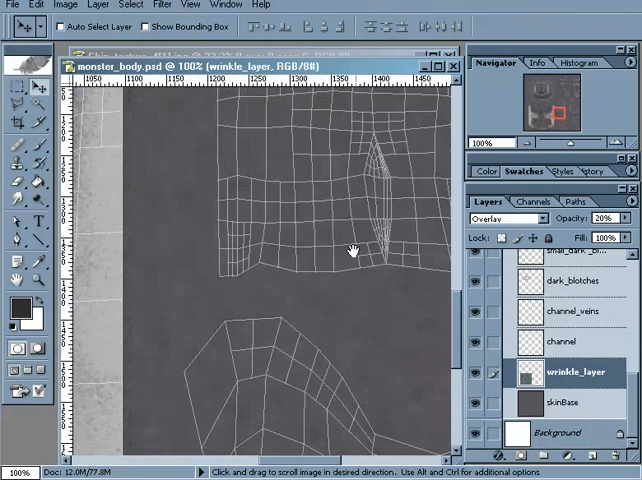 File Edit Image Layer Select Filter View Window Help
Auto Select Layer Show Bounding Box
monster_body.psd @ 100% (wrinkle_layer, RGB/8#)
1050 1100 1150 1200 1250 1300 1350 1400 1450
Navigator Info Histogram
100%
Color Swatches Styles
Layers Channels Paths
Overlay Opacity: 20%
Lock: Fill: 100%
dark_blotches
channel_veins
channel
wrinkle_layer
skinBase
Background
100% Doc: 12.0M/77.8M Click and drag to scroll image in desired direction. Use Alt and Ctrl for additional options